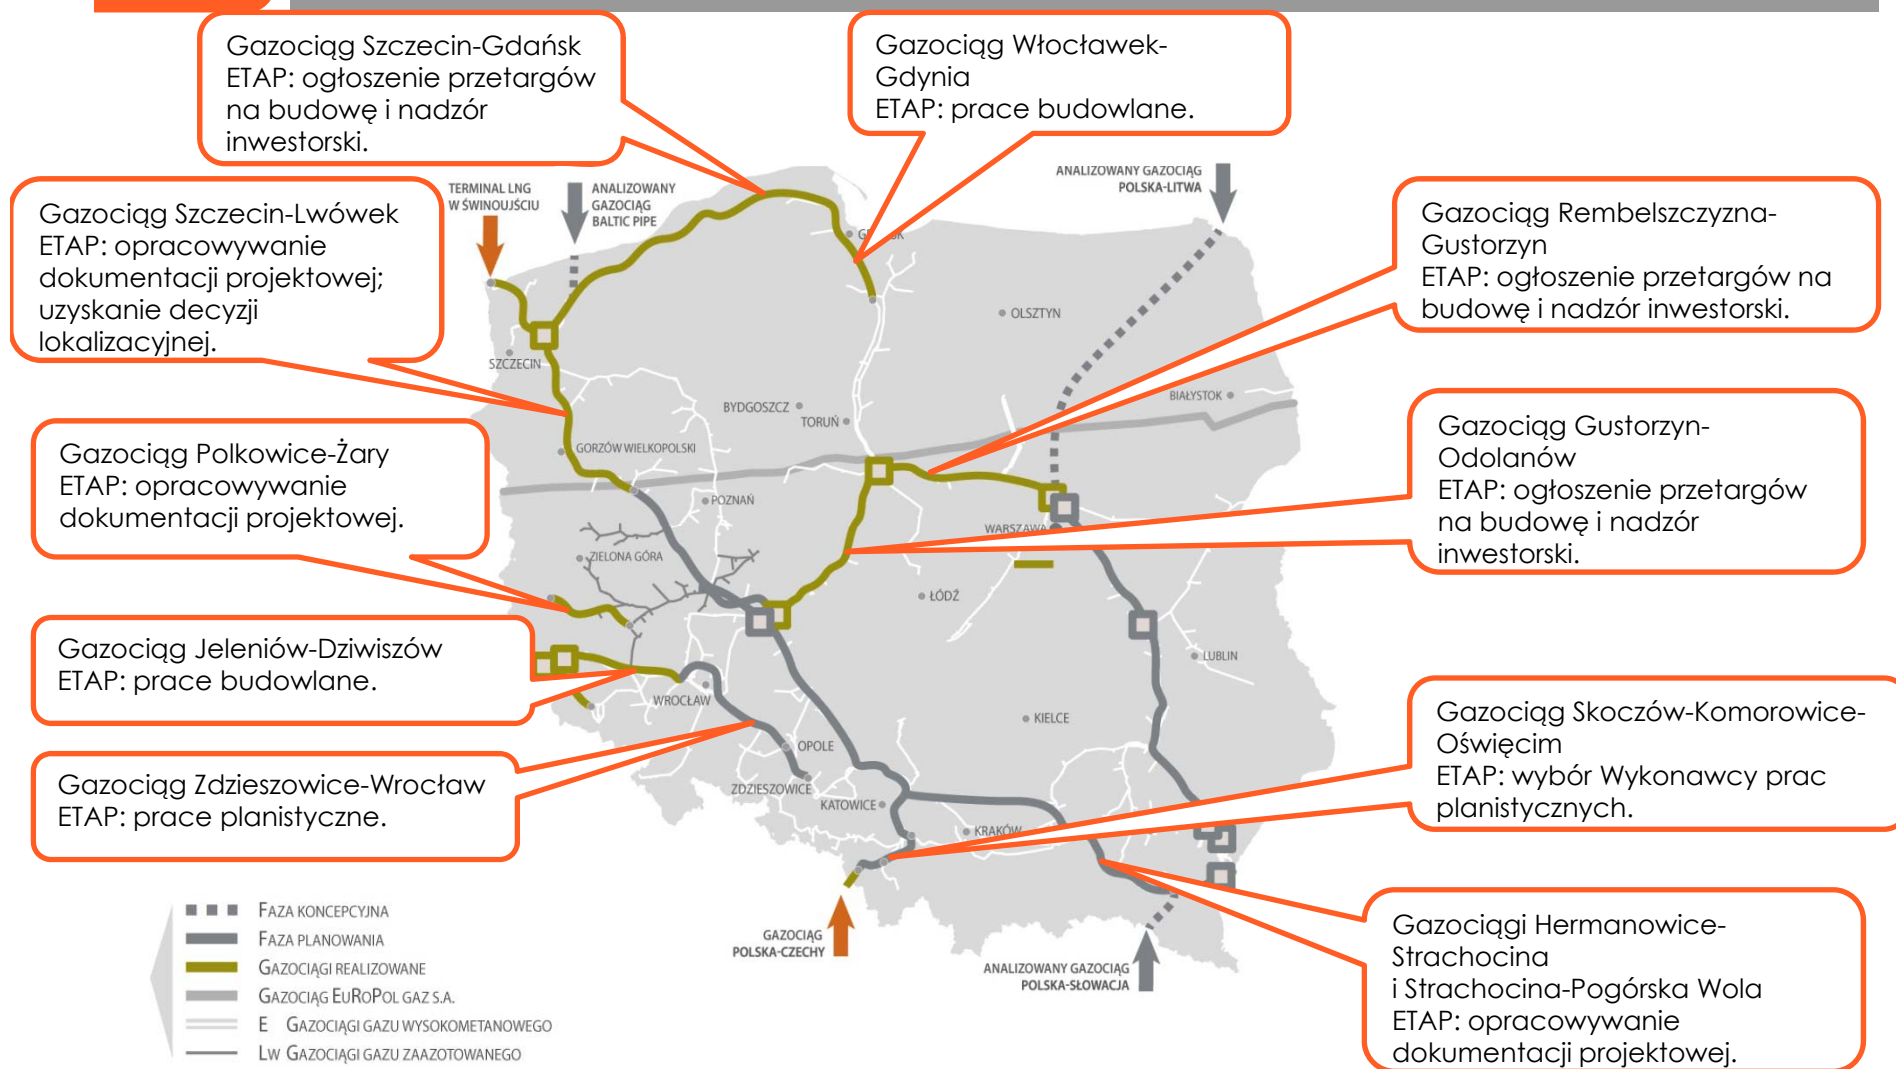 Gazociąg Szczecin-Gdańsk
ETAP: ogłoszenie przetargów
na budowę i nadzór
inwestorski.
Gazociąg Włocławek-
Gdynia
ETAP: prace budowlane.
Gazociąg Szczecin-Lwówek
ETAP: opracowywanie
dokumentacji projektowej;
uzyskanie decyzji
lokalizacyjnej.
TERMINAL LNG
W ŚWINOUJŚCIU
ANALIZOWANY
GAZOCIĄG
BALTIC PIPE
ANALIZOWANY GAZOCIĄG
POLSKA-LITWA
Gazociąg Rembelszczyzna-
Gustorzyn
ETAP: ogłoszenie przetargów na
budowę i nadzór inwestorski.
OLSZTYN
SZCZECIN
BYDGOSZCZ
TORUŃ
BIAŁYSTOK
GORZÓW WIELKOPOLSKI
POZNAŃ
WARSZAWA
ZIELONA GÓRA
ŁÓDŹ
LUBLIN
WROCŁAW
KIELCE
OPOLE
ZDZIESZOWICE
KATOWICE
KRAKÓW
Gazociąg Polkowice-Żary
ETAP: opracowywanie
dokumentacji projektowej.
Gazociąg Gustorzyn-
Odolanów
ETAP: ogłoszenie przetargów
na budowę i nadzór
inwestorski.
Gazociąg Jeleniów-Dziwiszów
ETAP: prace budowlane.
Gazociąg Skoczów-Komorowice-
Oświęcim
ETAP: wybór Wykonawcy prac
planistycznych.
Gazociąg Zdzieszowice-Wrocław
ETAP: prace planistyczne.
GAZOCIĄG
POLSKA-CZECHY
ANALIZOWANY GAZOCIĄG
POLSKA-SŁOWACJA
Gazociągi Hermanowice-
Strachocina
i Strachocina-Pogórska Wola
ETAP: opracowywanie
dokumentacji projektowej.
FAZA KONCEPCYJNA
FAZA PLANOWANIA
GAZOCIĄGI REALIZOWANE
GAZOCIĄG EUROPOL GAZ S.A.
E GAZOCIĄGI GAZU WYSOKOMETANOWEGO
LW GAZOCIĄGI GAZU ZAAZOTOWANEGO